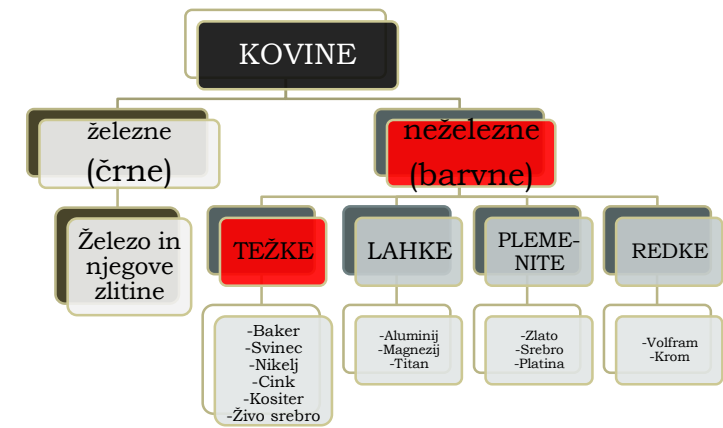 KOVINE
železne
(črne)
neželezne
(barvne)
Železo in
njegove
zlitine
TEŽKE
LAHKE
PLEME-
NITE
REDKE
-Baker
-Svinec
-Nikelj
-Cink
-Kositer
-Živo srebro
-Aluminij
-Magnezij
-Titan
-Zlato
-Srebro
-Platina
-Volfram
-Krom